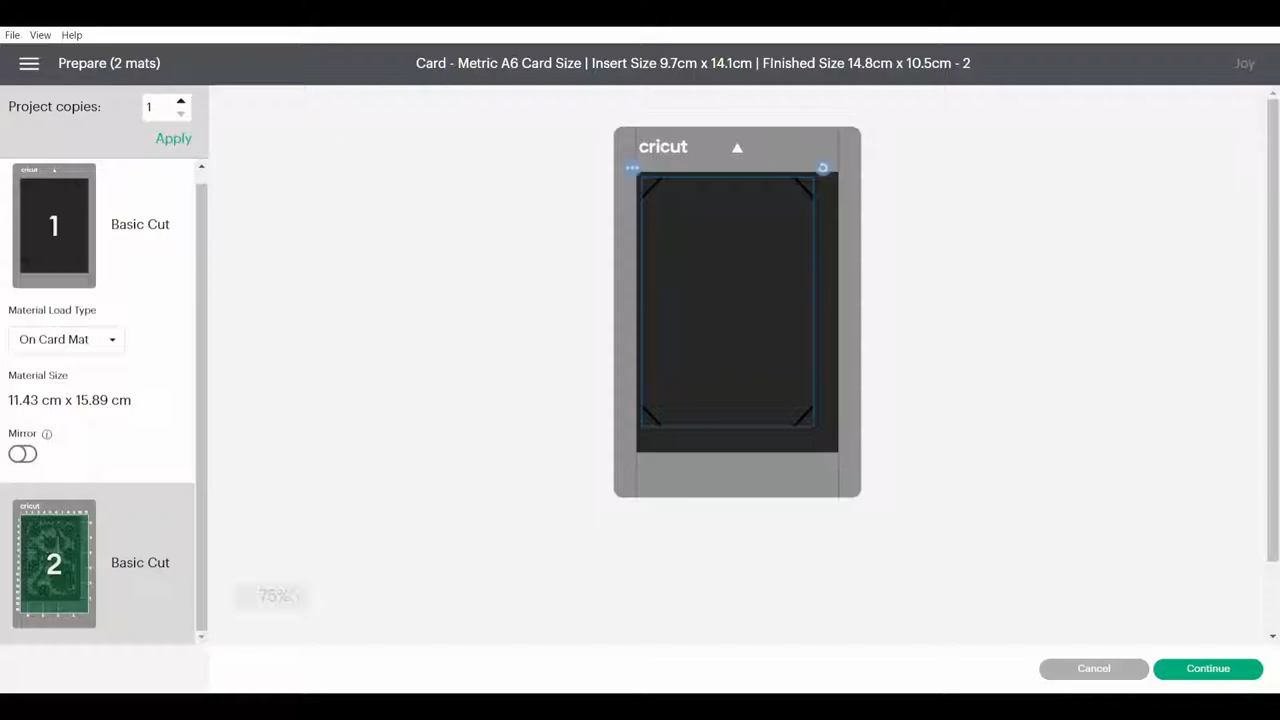 File View Help
Prepare (2 mats)
Card - Metric A6 Card Size | Insert Size 9.7cm x 14.1cm | FInished Size 14.8cm x 10.5cm - 2
Joy
Project copies: 1
Apply
cricut
1
Basic Cut
Material Load Type
On Card Mat
Material Size
11.43 cm x 15.89 cm
Mirror
cricut
2
Basic Cut
cricut
75%
Cancel
Continue